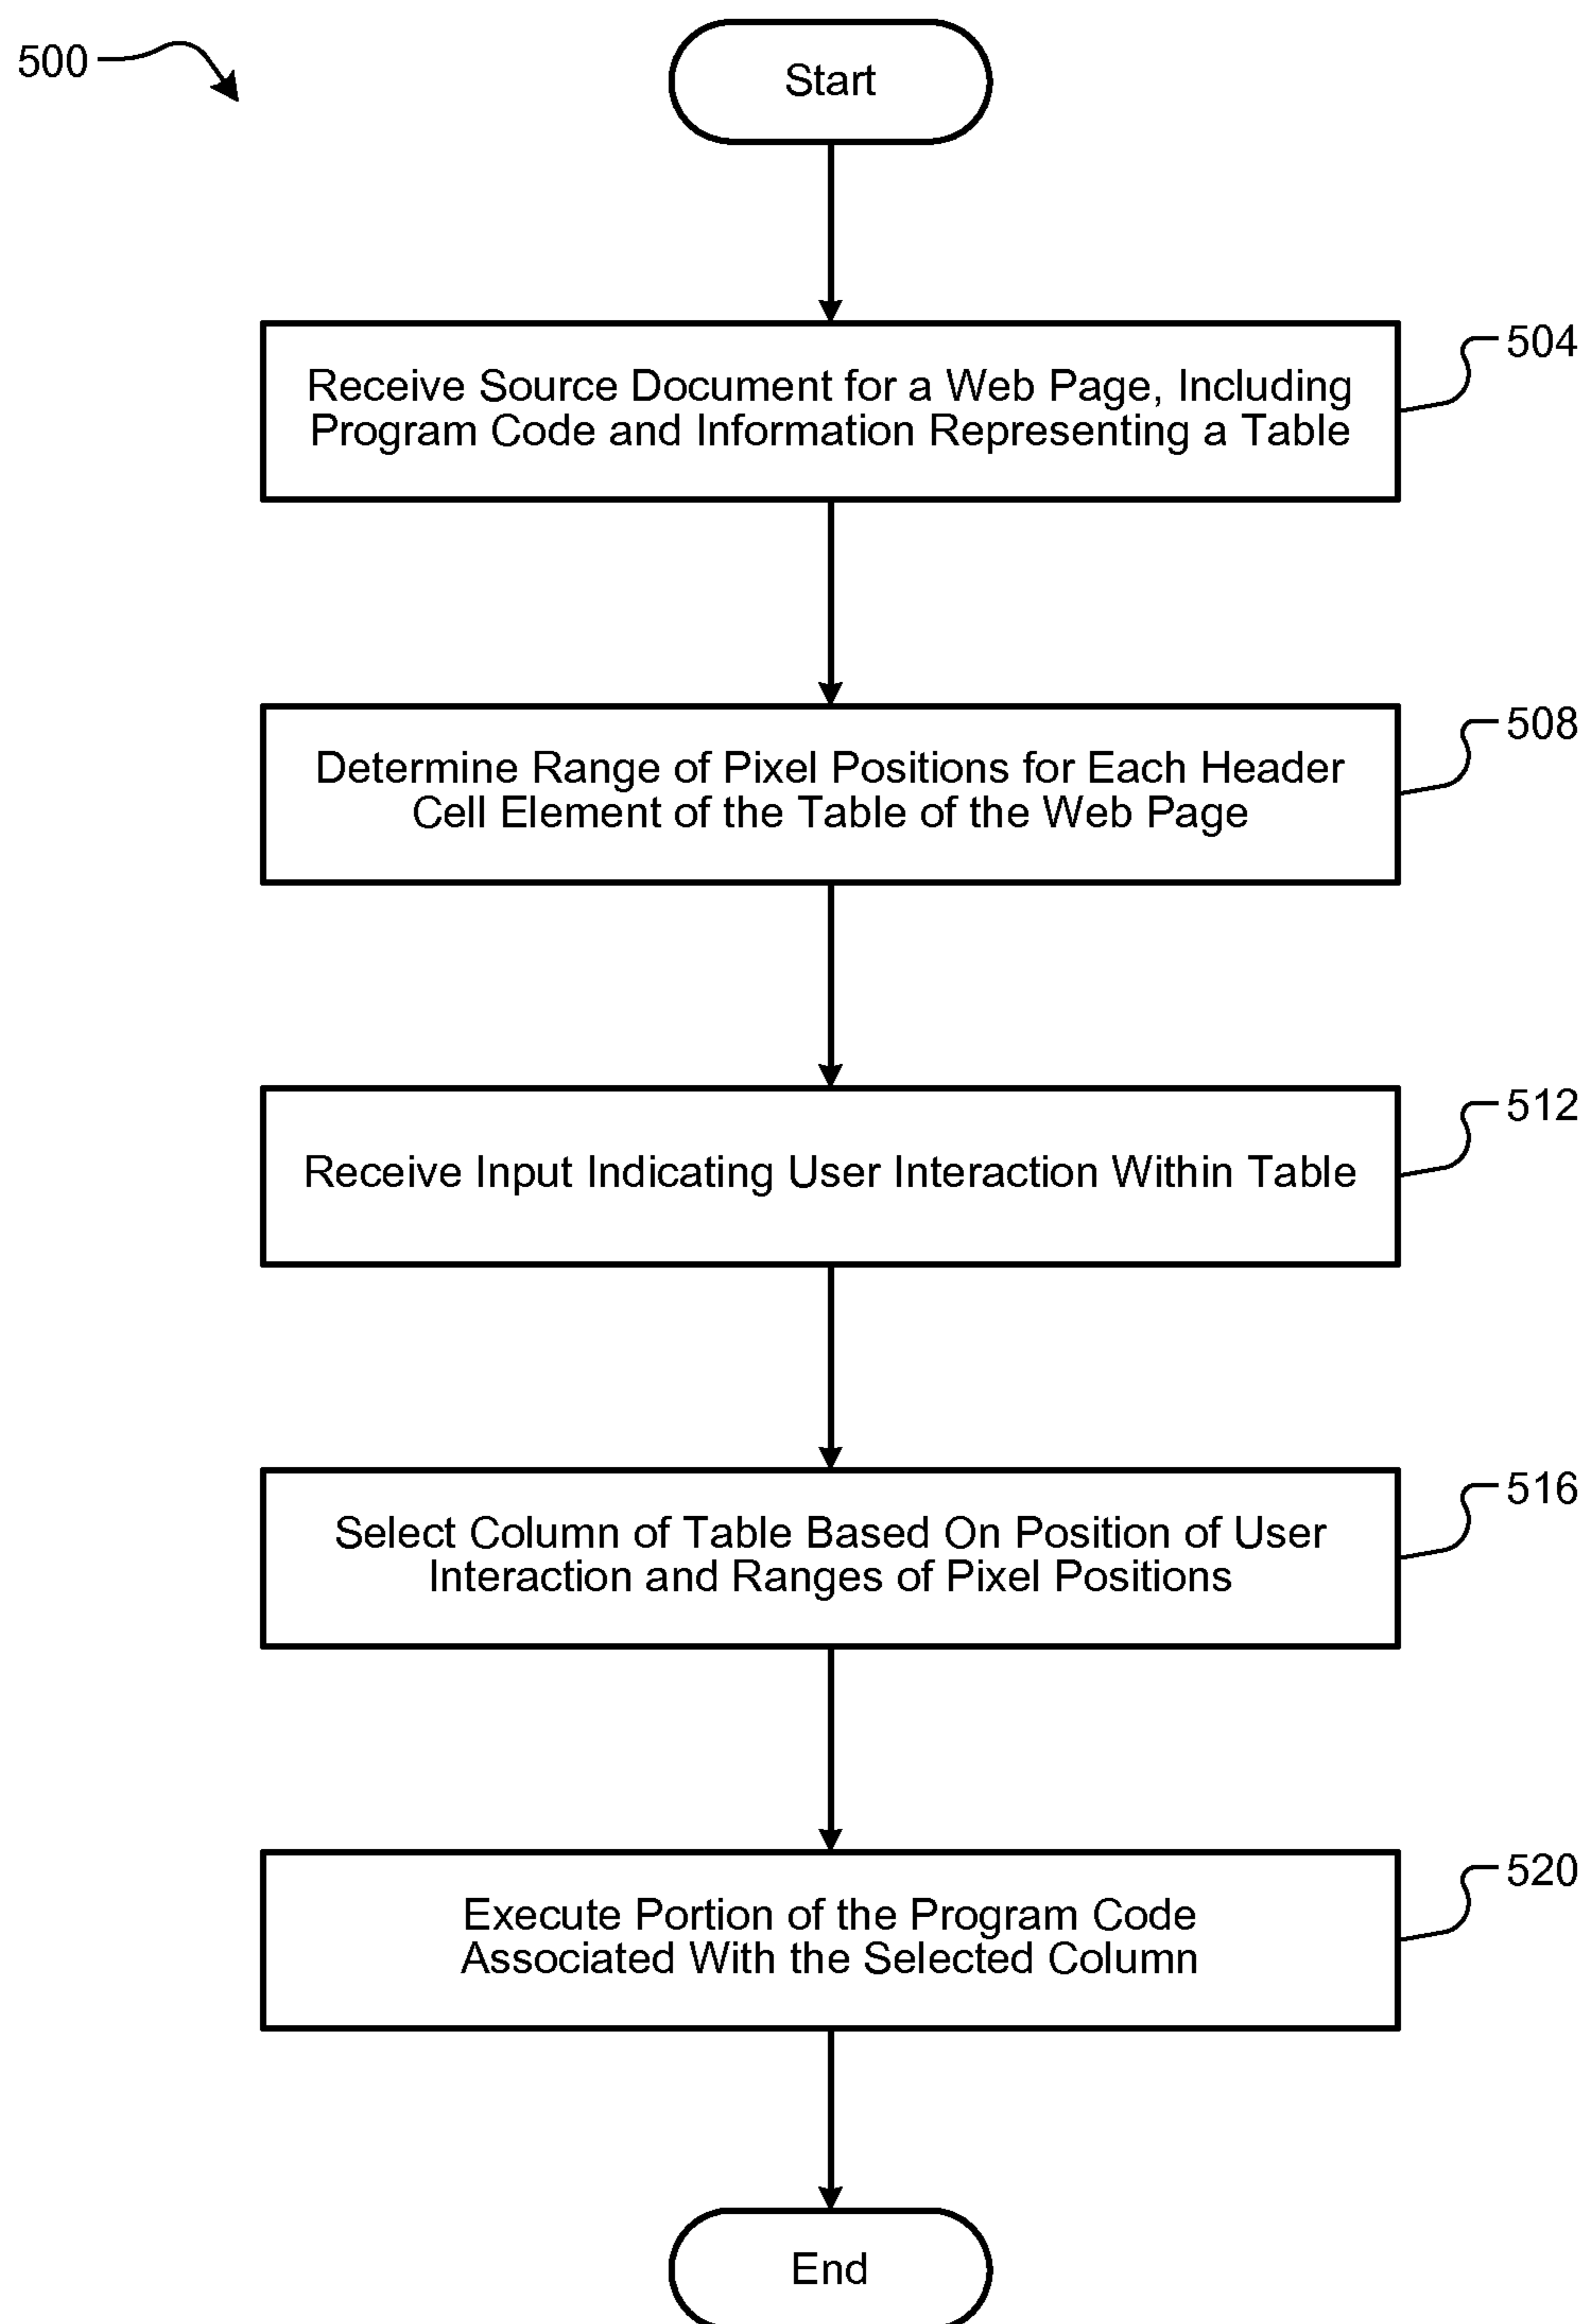 500
Start
504
Receive Source Document for a Web Page, Including
Program Code and Information Representing a Table
508
Determine Range of Pixel Positions for Each Header
Cell Element of the Table of the Web Page
512
Receive Input Indicating User Interaction Within Table
516
Select Column of Table Based On Position of User
Interaction and Ranges of Pixel Positions
520
Execute Portion of the Program Code
Associated With the Selected Column
End